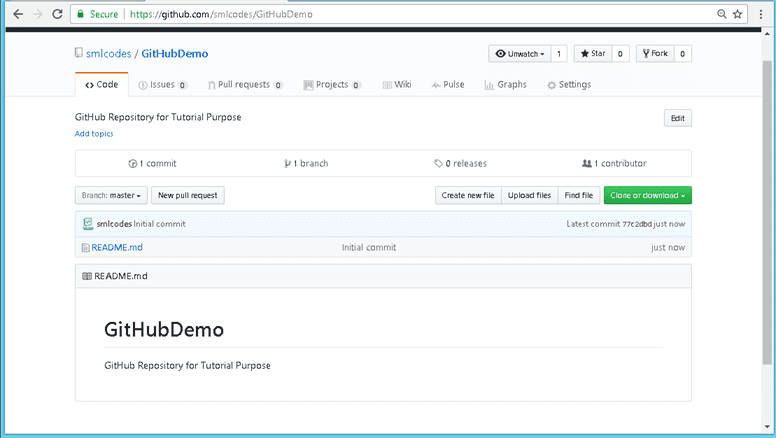 Secure https://github.com/smlcodes/GitHubDemo
smlcodes / GitHubDemo Unwatch 1 Star 0 Fork 0
Code Issues 0 Pull requests 0 Projects 0 Wiki Pulse Graphs Settings
GitHub Repository for Tutorial Purpose Edit
Add topics
1 commit 1 branch 0 releases 1 contributor
Branch: master New pull request Create new file Upload files Find file Clone or download
smlcodes Initial commit Latest commit 77c2dbd just now
README.md Initial commit just now
README.md
GitHubDemo
GitHub Repository for Tutorial Purpose